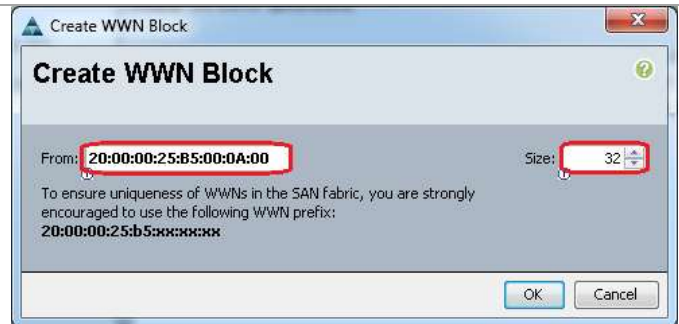 Create WWN Block
Create WWN Block
From: 20:00:00:25:B5:00:0A:00
Size: 32
To ensure uniqueness of WWNs in the SAN fabric, you are strongly
encouraged to use the following WWN prefix:
20:00:00:25:b5:xx:xx:xx
OK Cancel